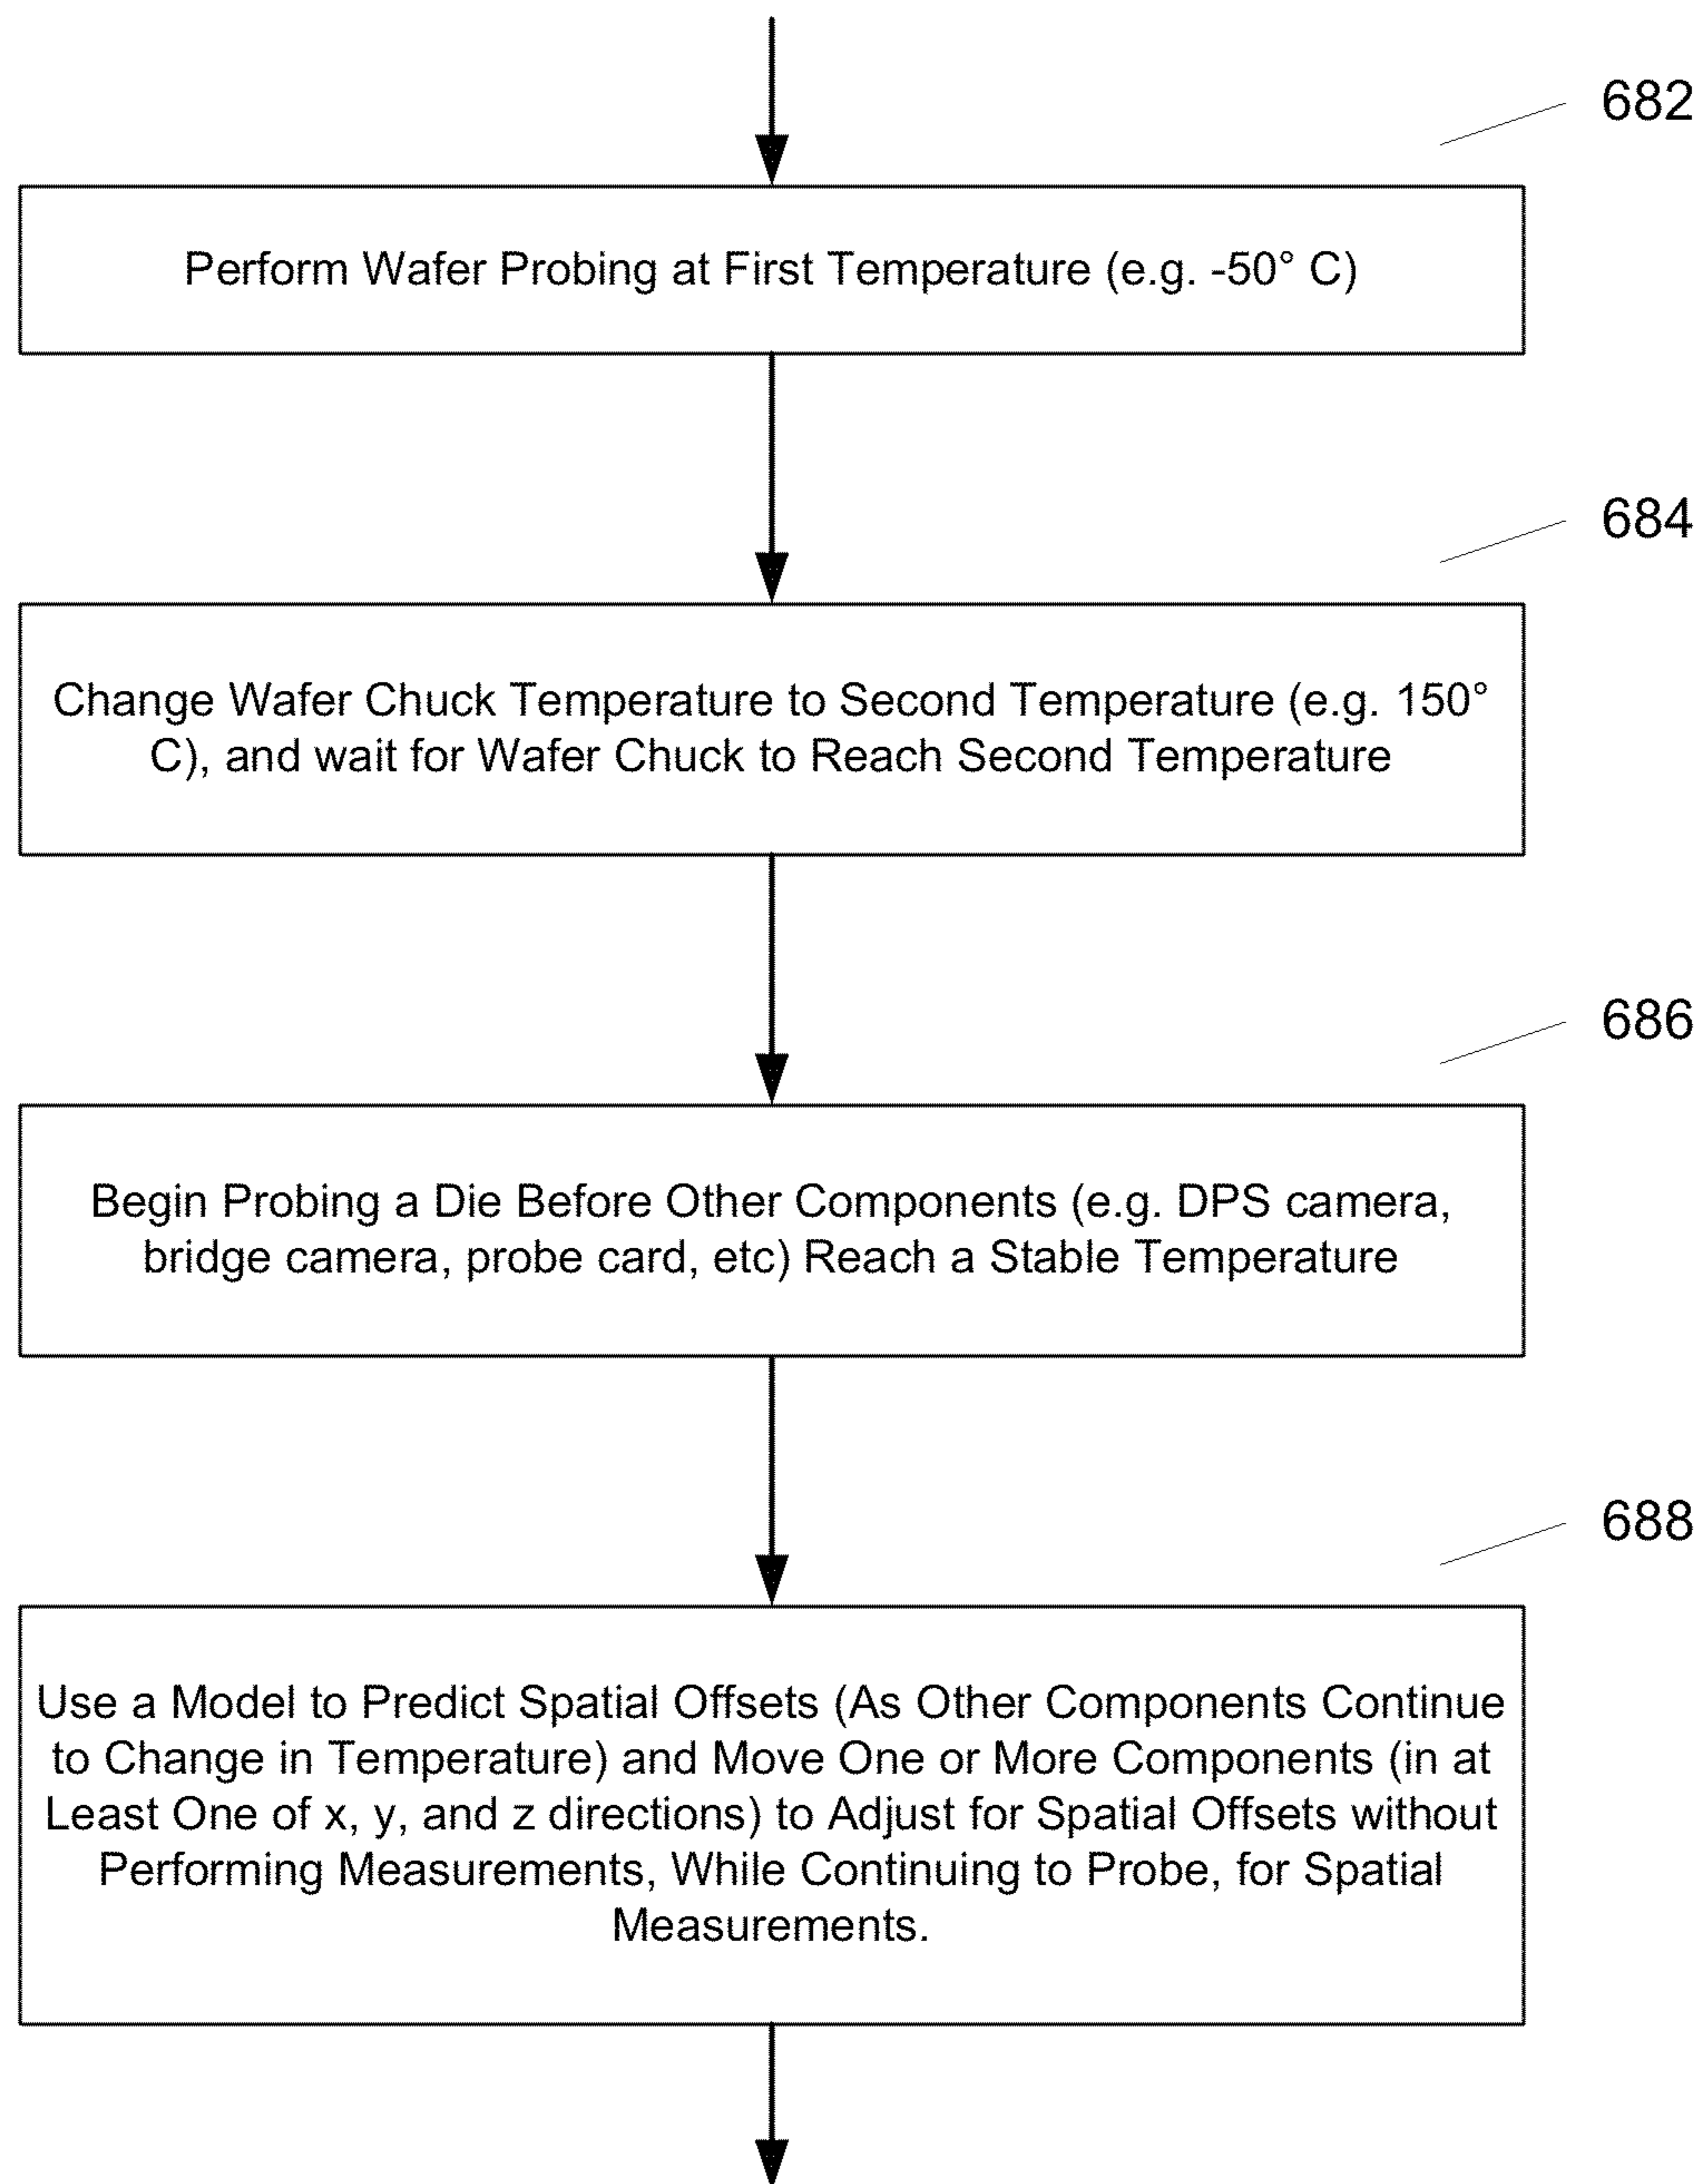 682
Perform Wafer Probing at First Temperature (e.g. -50° C)
684
Change Wafer Chuck Temperature to Second Temperature (e.g. 150°
C), and wait for Wafer Chuck to Reach Second Temperature
686
Begin Probing a Die Before Other Components (e.g. DPS camera,
bridge camera, probe card, etc) Reach a Stable Temperature
688
Use a Model to Predict Spatial Offsets (As Other Components Continue
to Change in Temperature) and Move One or More Components (in at
Least One of x, y, and z directions) to Adjust for Spatial Offsets without
Performing Measurements, While Continuing to Probe, for Spatial
Measurements.